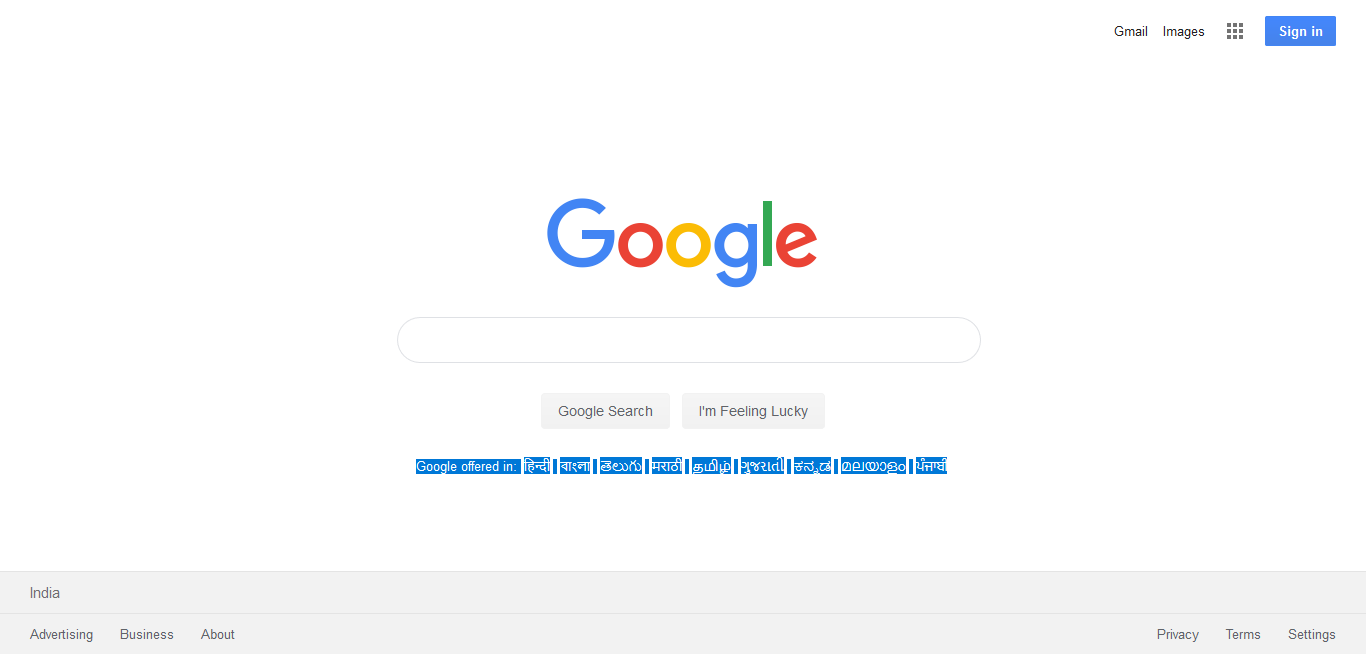 Gmail Images Sign in
Google
Google Search I'm Feeling Lucky
Google offered in: हिन्दी বাংলা తెలుగు मराठी தமிழ் ગુજરાતી ಕನ್ನಡ മലയാളം ਪੰਜਾਬੀ
India
Advertising Business About Privacy Terms Settings